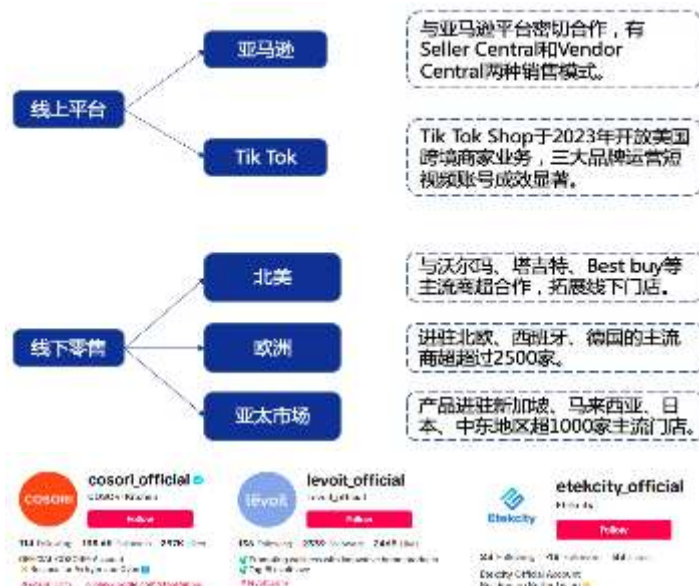 亚马逊
与亚马逊平台密切合作，有
Seller Central和Vendor
Central两种销售模式。
线上平台
Tik Tok
Tik Tok Shop于2023年开放美国
跨境商家业务，三大品牌运营短
视频账号成效显著。
北美
与沃尔玛、塔吉特、Best buy等
主流商超合作，拓展线下门店。
线下零售
欧洲
进驻北欧、西班牙、德国的主流
商超超过2500家。
亚太市场
产品进驻新加坡、马来西亚、日
本、中东地区超1000家主流门店。
cosori_official
COSORI
Follow
levoit_official
levoit
Follow
etekcity_official
Etekcity
Etekcity
Follow
Etekcity Official Account